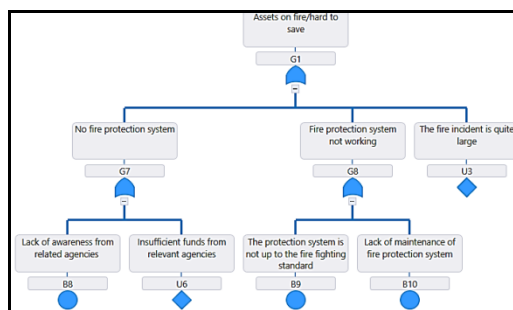 Assets on fire/hard to
save
G1
No fire protection system
Fire protection system
not working
The fire incident is quite
large
G7
G8
U3
Lack of awareness from
related agencies
Insufficient funds from
relevant agencies
The protection system is
not up to the fire fighting
standard
Lack of maintenance of
fire protection system
B8
U6
B9
B10